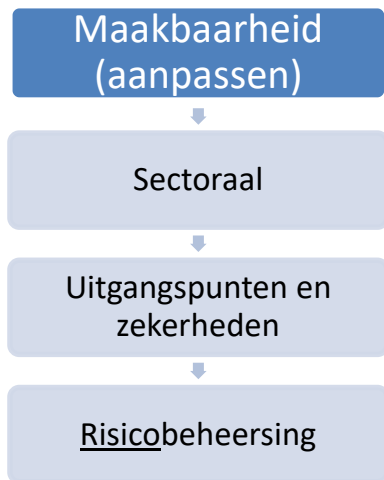 Maakbaarheid
(aanpassen)
Sectoraal
Uitgangspunten en
zekerheden
Risicobeheersing